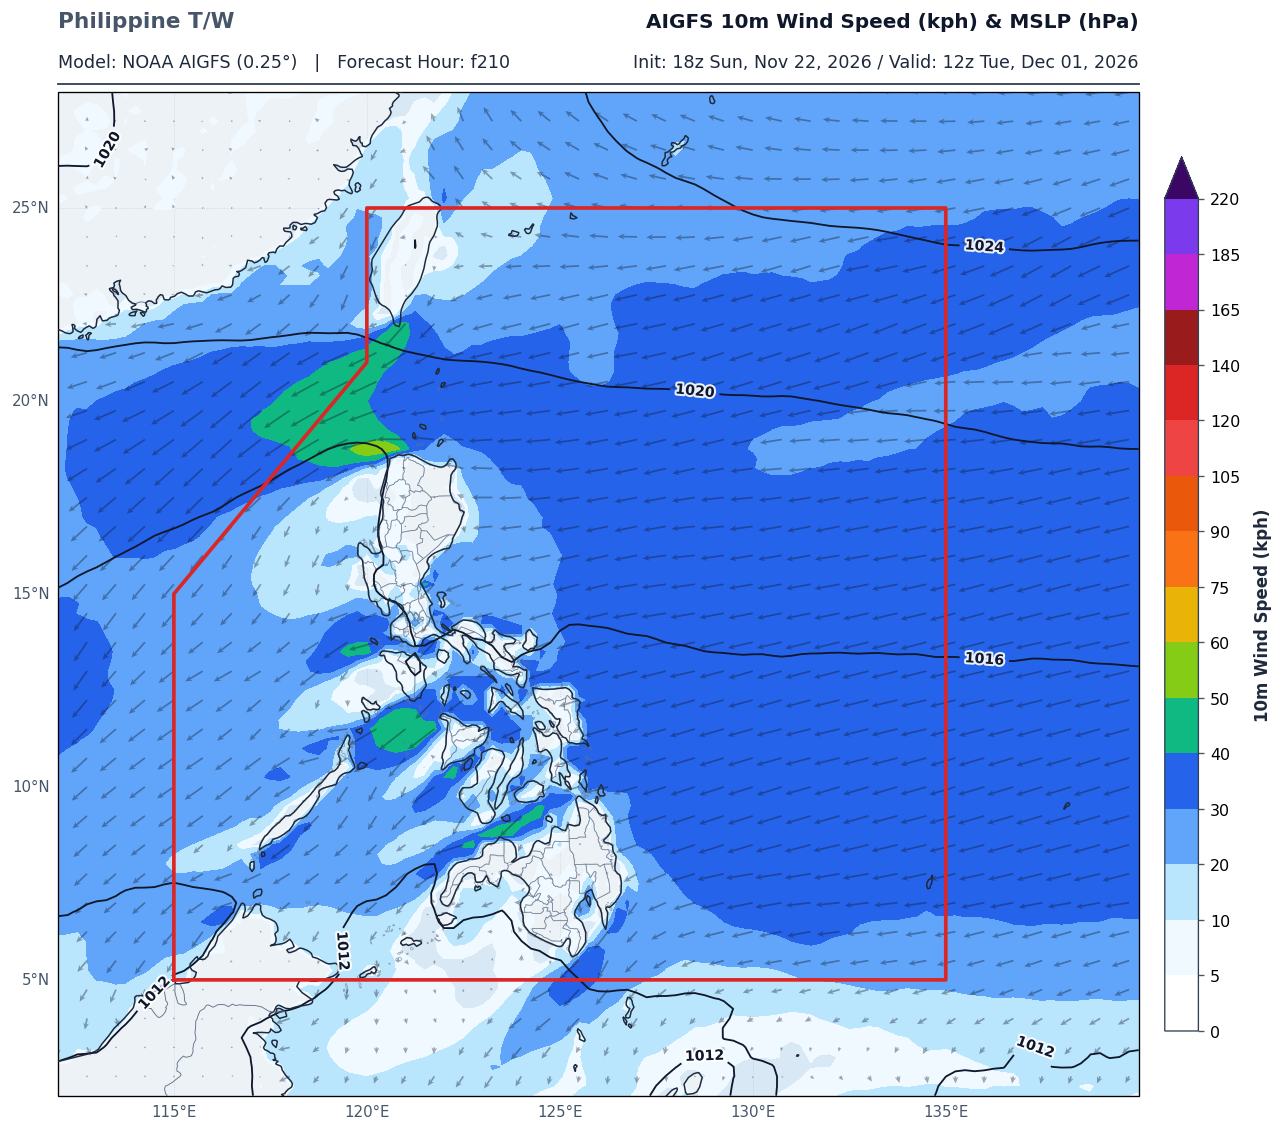 Philippine T/W
AIGFS 10m Wind Speed (kph) & MSLP (hPa)
Model: NOAA AIGFS (0.25°)   |   Forecast Hour: f210
Init: 18z Sun, Nov 22, 2026 / Valid: 12z Tue, Dec 01, 2026
1020
1024
1020
1016
1012
1012
1012
1012
25°N
20°N
15°N
10°N
5°N
115°E
120°E
125°E
130°E
135°E
220
185
165
140
120
105
90
75
60
50
40
30
20
10
5
0
10m Wind Speed (kph)